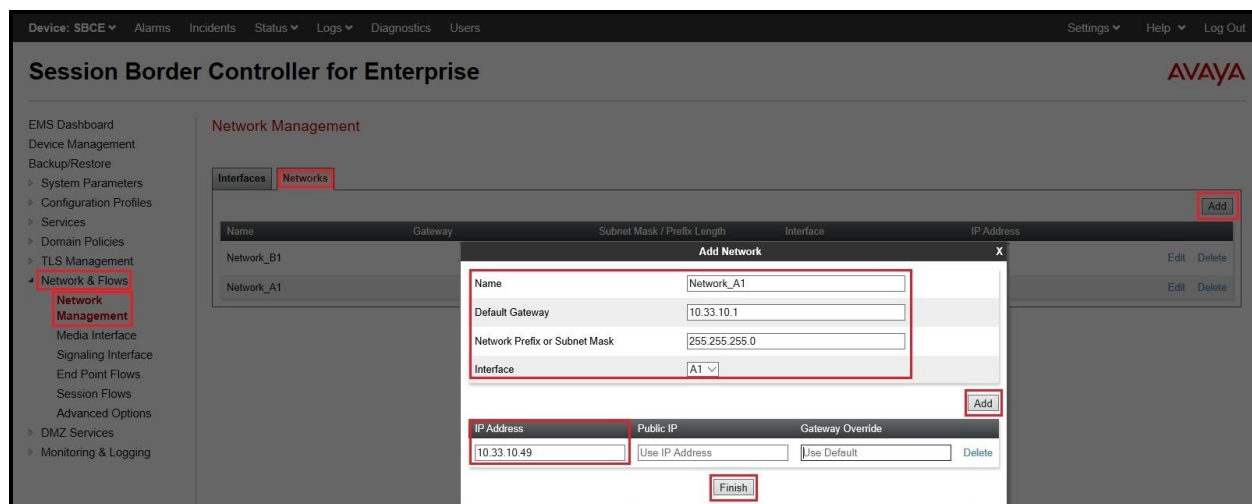 Device: SBCE Alarms Incidents Status Logs Diagnostics Users Settings Help Log Out
Session Border Controller for Enterprise AVAYA
EMS Dashboard
Device Management
Backup/Restore
System Parameters
Configuration Profiles
Services
Domain Policies
TLS Management
Network & Flows
Network
Management
Media Interface
Signaling Interface
End Point Flows
Session Flows
Advanced Options
DMZ Services
Monitoring & Logging
Network Management
Interfaces Networks
Add
Name Gateway Subnet Mask / Prefix Length Interface IP Address
Network_B1 Edit Delete
Network_A1 Edit Delete
Add Network X
Name Network_A1
Default Gateway 10.33.10.1
Network Prefix or Subnet Mask 255.255.255.0
Interface A1
Add
IP Address Public IP Gateway Override
10.33.10.49 Use IP Address Use Default Delete
Finish